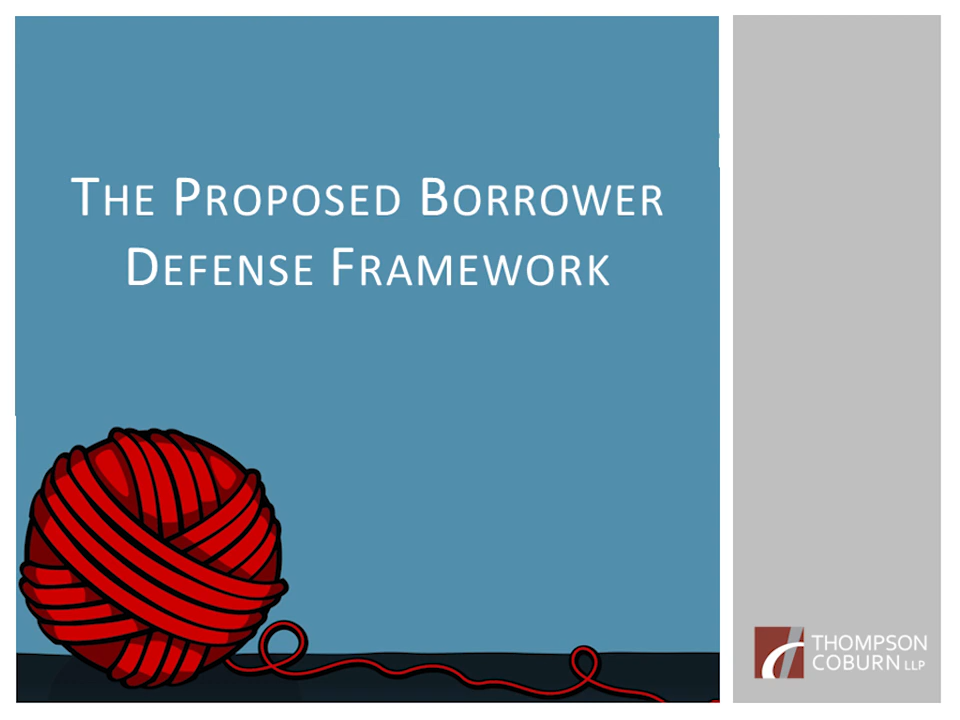 THE PROPOSED BORROWER
DEFENSE FRAMEWORK
THOMPSON
COBURN LLP